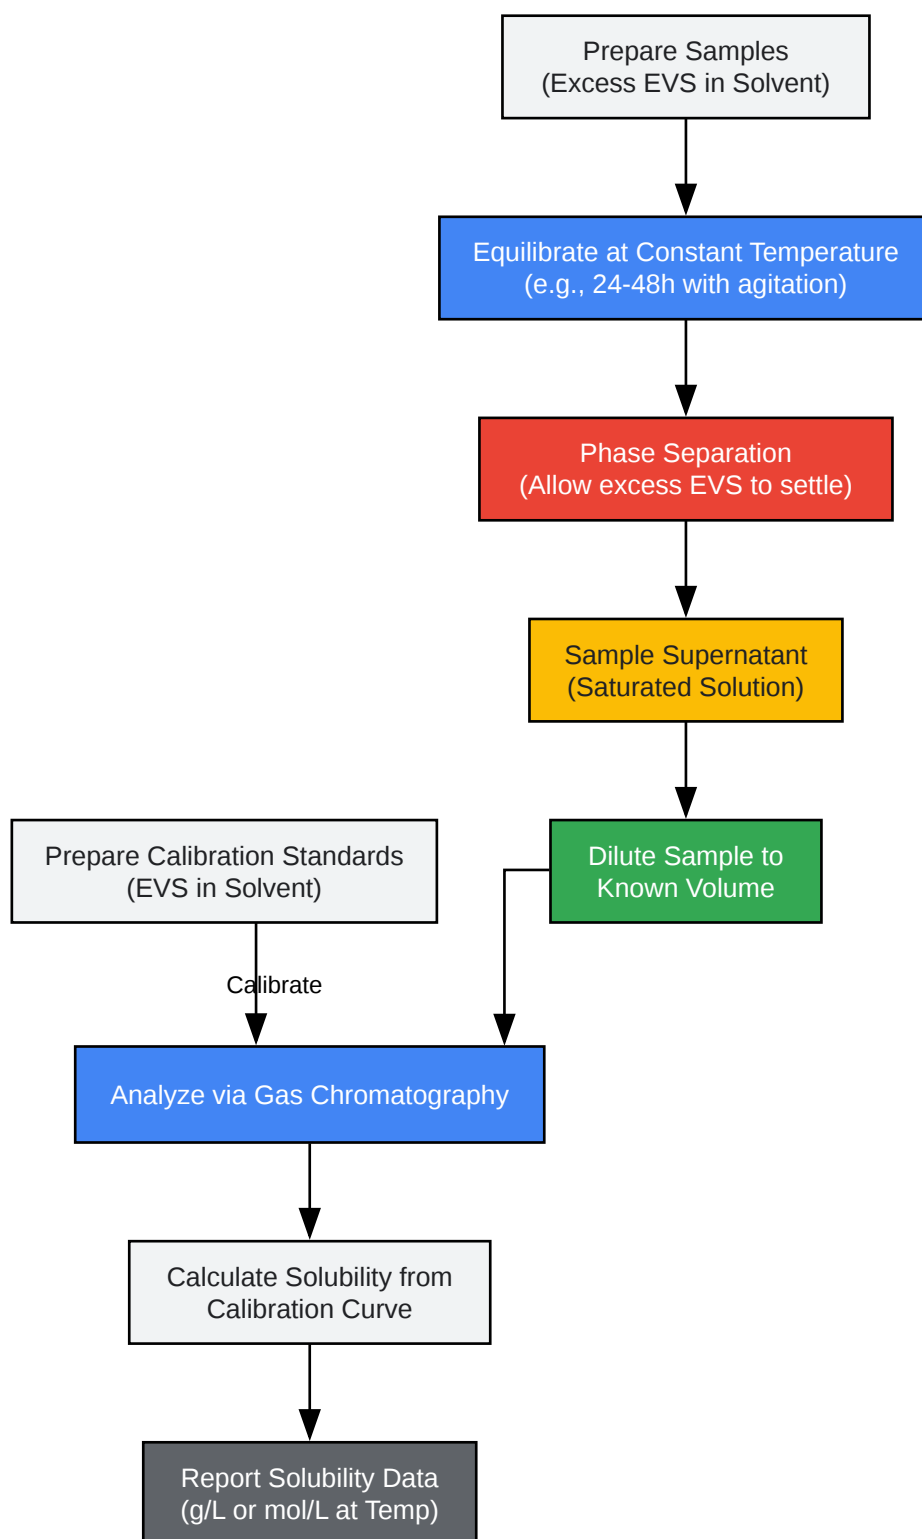 Prepare Samples
(Excess EVS in Solvent)
Equilibrate at Constant Temperature
(e.g., 24-48h with agitation)
Phase Separation
(Allow excess EVS to settle)
Sample Supernatant
(Saturated Solution)
Prepare Calibration Standards
(EVS in Solvent)
Dilute Sample to
Known Volume
Calibrate
Analyze via Gas Chromatography
Calculate Solubility from
Calibration Curve
Report Solubility Data
(g/L or mol/L at Temp)